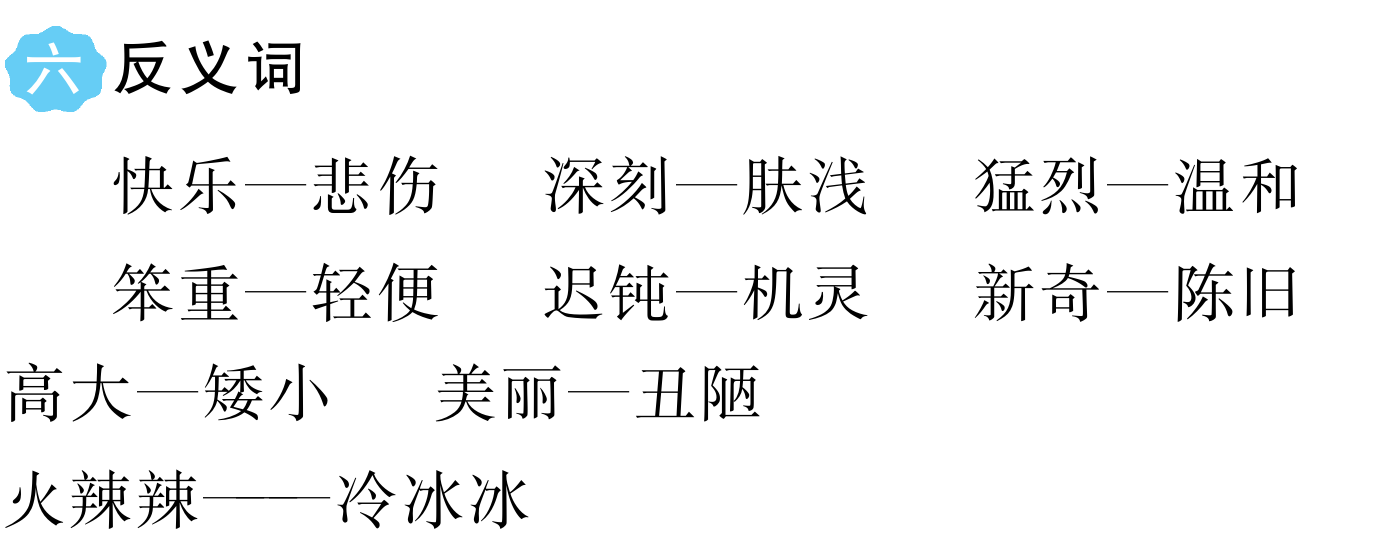 六 反义词
快乐—悲伤 深刻—肤浅 猛烈—温和
笨重—轻便 迟钝—机灵 新奇—陈旧
高大—矮小 美丽—丑陋
火辣辣——冷冰冰